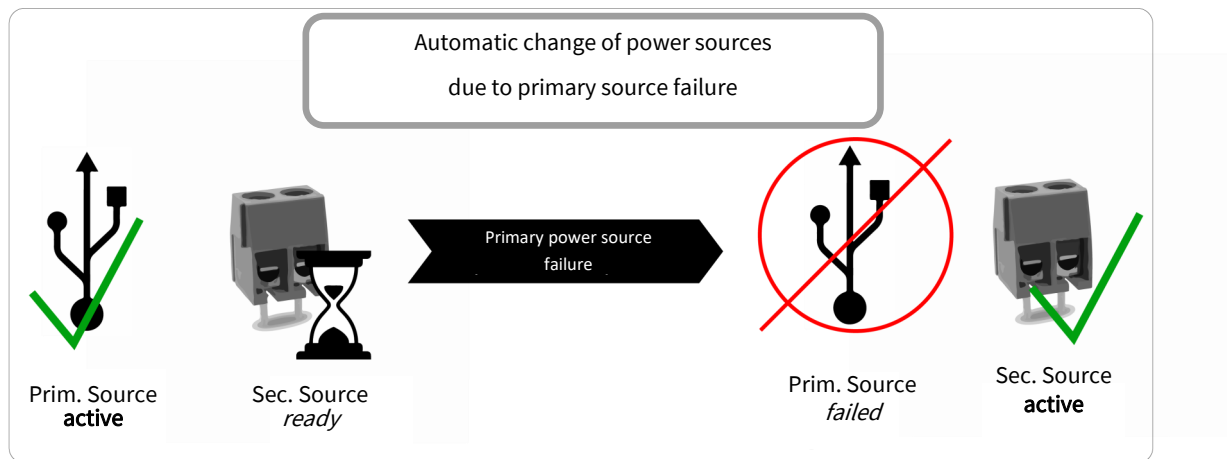 Automatic change of power sources
due to primary source failure
Primary power source
failure
Prim. Source
active
Sec. Source
ready
Prim. Source
failed
Sec. Source
active